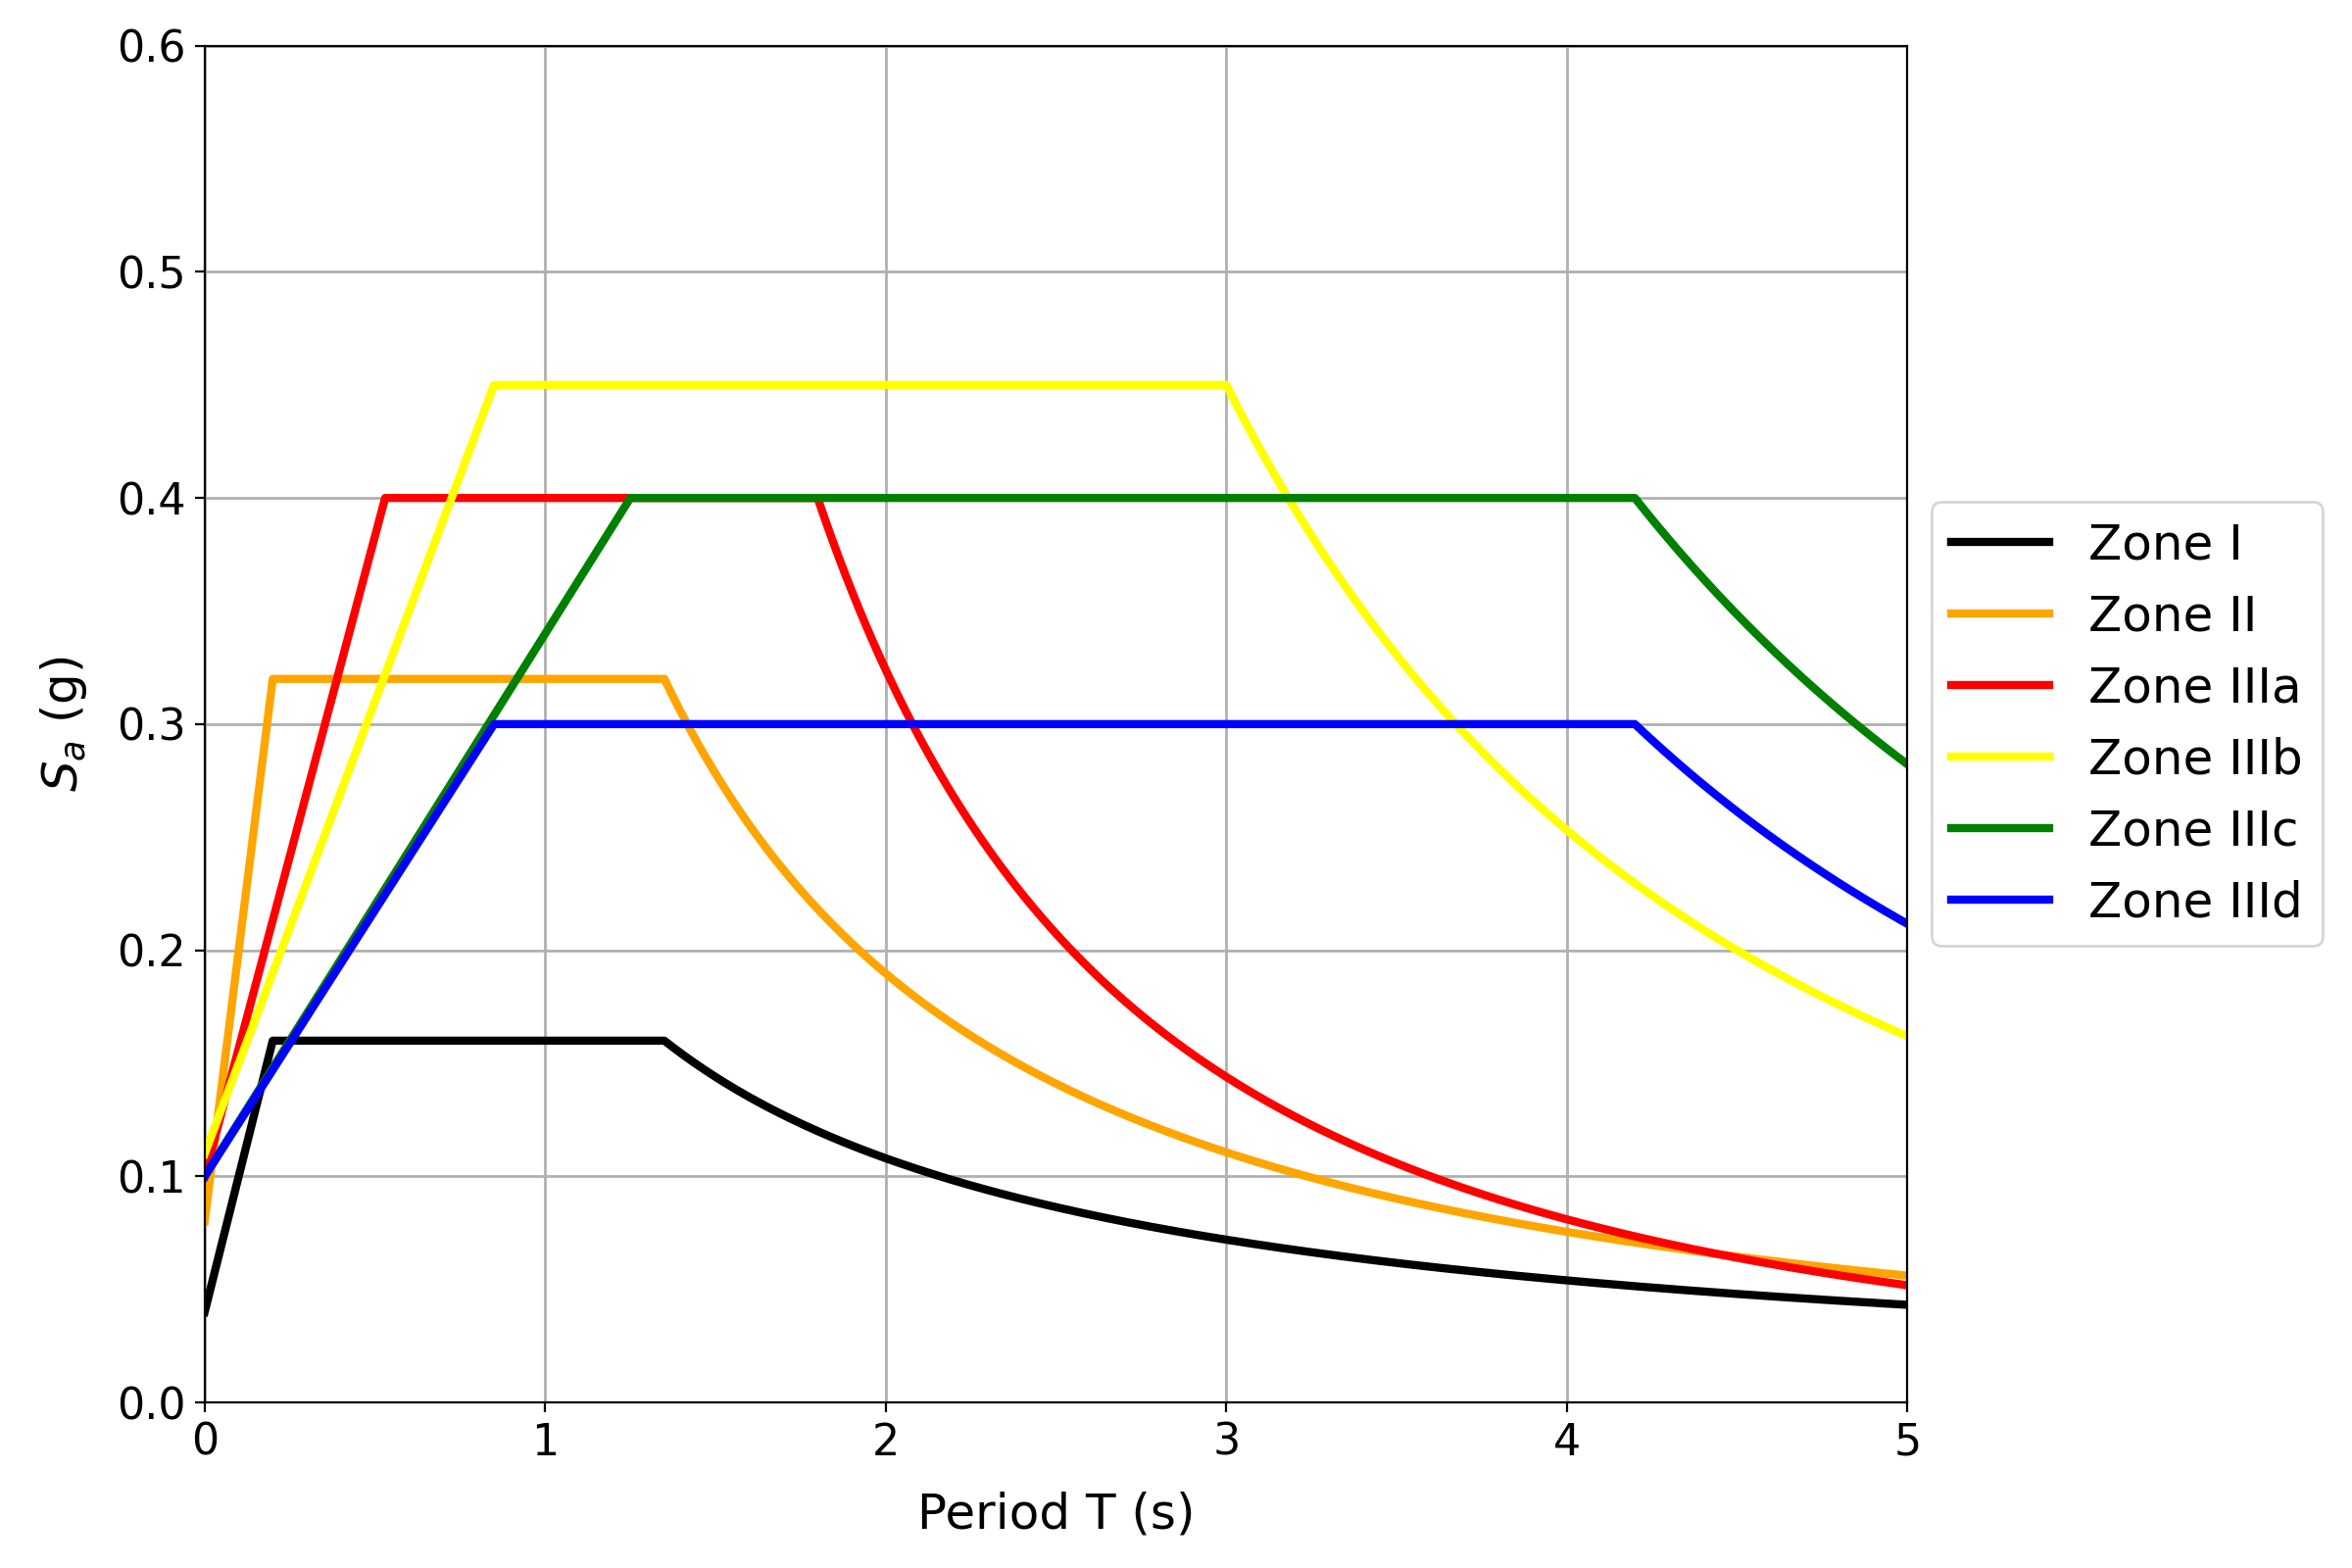 0.6
0.5
0.4
0.3
0.2
0.1
0.0
S_a (g)
0 1 2 3 4 5
Period T (s)
Zone I
Zone II
Zone IIIa
Zone IIIb
Zone IIIc
Zone IIId